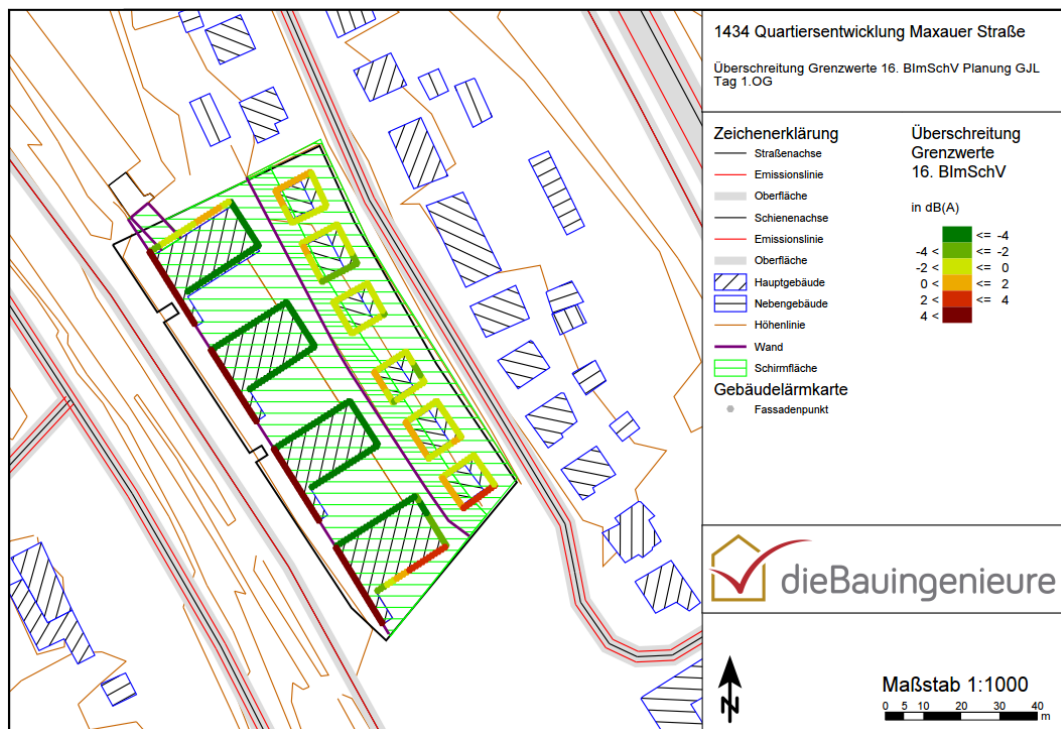 1434 Quartiersentwicklung Maxauer Straße
Überschreitung Grenzwerte 16. BImSchV Planung GJL
Tag 1.OG
Zeichenerklärung
Straßenachse
Emissionslinie
Oberfläche
Schienenachse
Emissionslinie
Oberfläche
Hauptgebäude
Nebengebäude
Höhenlinie
Wand
Schirmfläche
Gebäudelärmkarte
Fassadenpunkt
Überschreitung
Grenzwerte
16. BImSchV
in dB(A)
<= -4
-4 < <= -2
-2 < <= 0
0 < <= 2
2 < <= 4
4 <
dieBauingenieure
N
Maßstab 1:1000
0 5 10 20 30 40
m